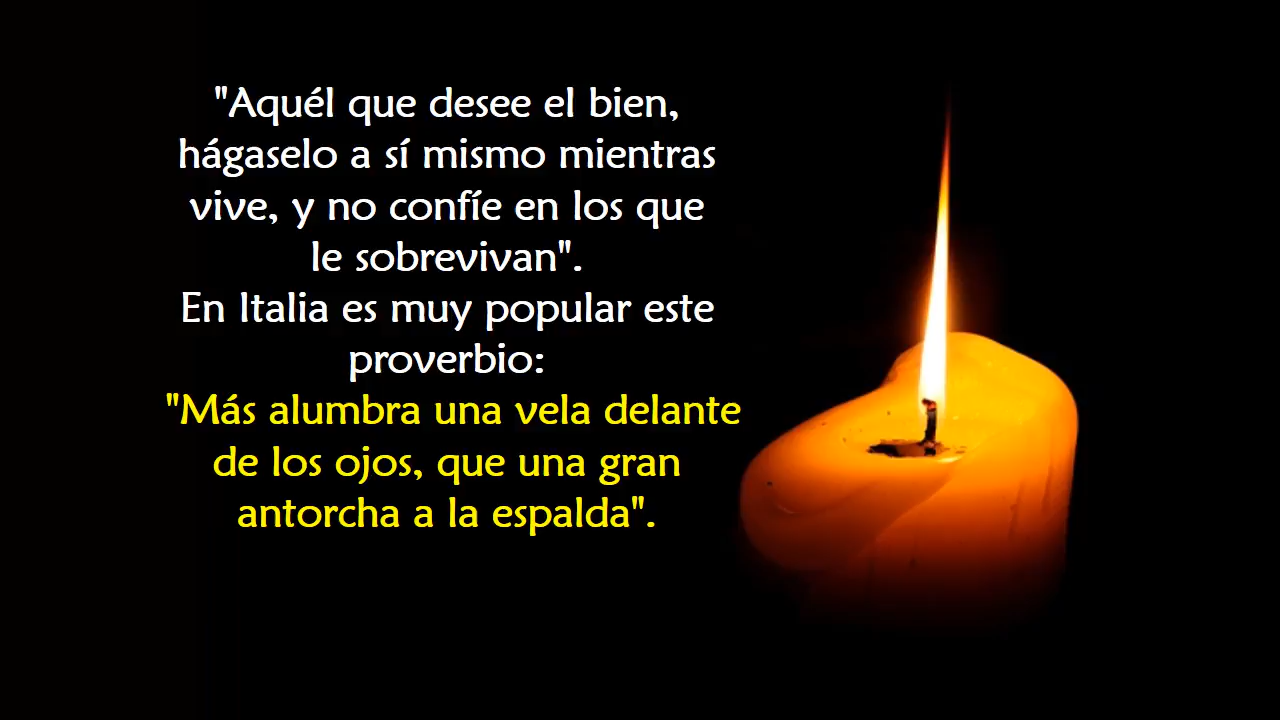 "Aquél que desee el bien,
hágaselo a sí mismo mientras
vive, y no confíe en los que
le sobrevivan".
En Italia es muy popular este
proverbio:
"Más alumbra una vela delante
de los ojos, que una gran
antorcha a la espalda".